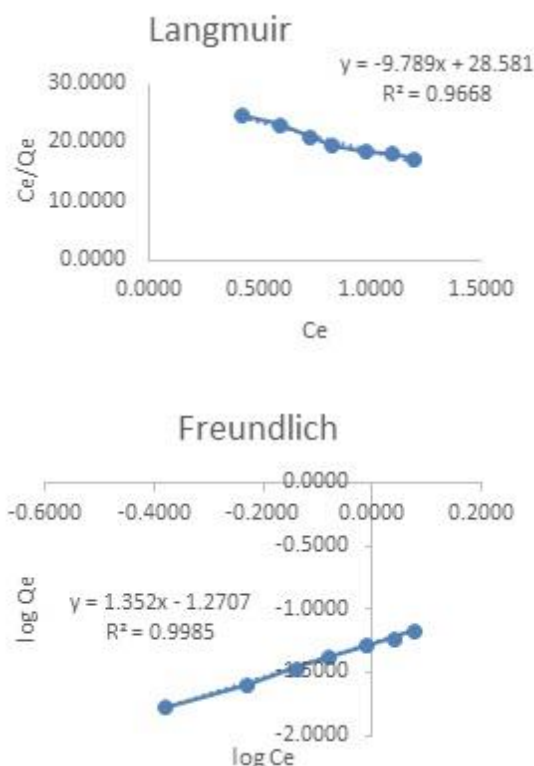 Langmuir
y = -9.789x + 28.581
R² = 0.9668
30.0000
20.0000
10.0000
0.0000
Ce/Qe
0.0000 0.5000 1.0000 1.5000
Ce
Freundlich
0.0000
-0.6000 -0.4000 -0.2000 0.0000 0.2000
-0.5000
-1.0000
-1.5000
-2.0000
log Qe
y = 1.352x - 1.2707
R² = 0.9985
log Ce